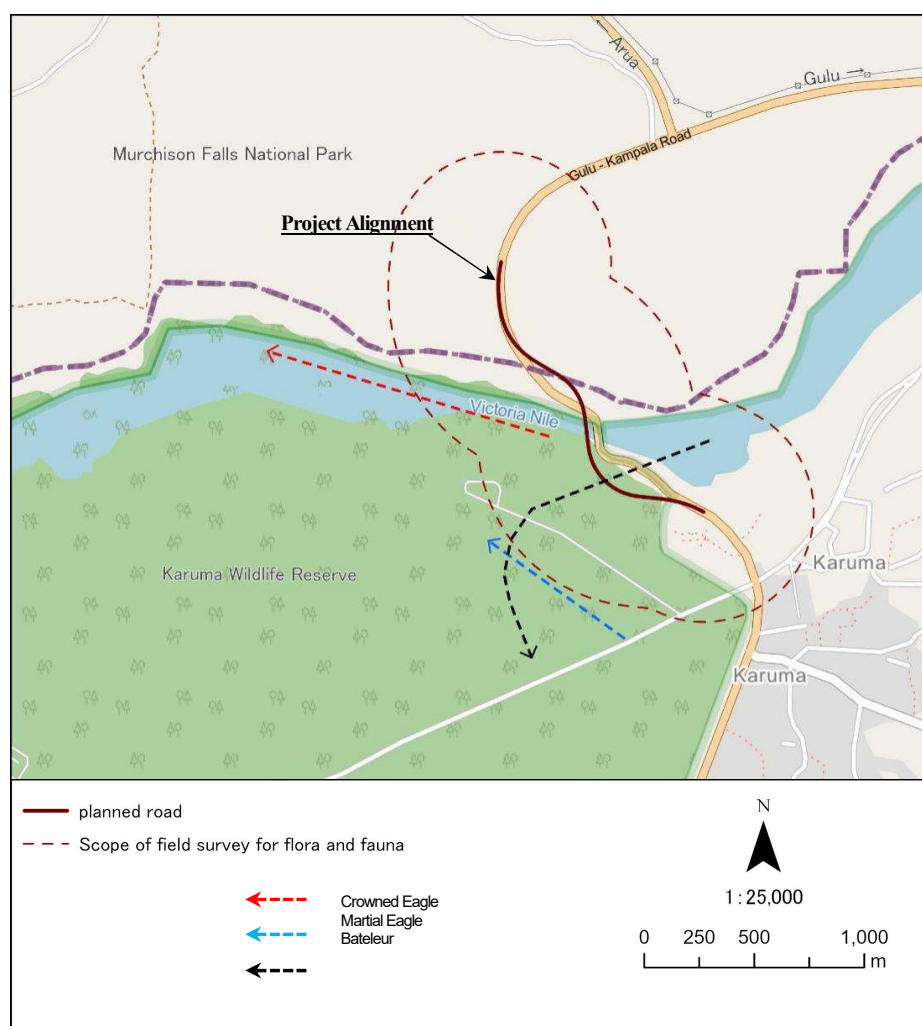 Arua
Gulu →
Gulu - Kampala Road
Murchison Falls National Park
Project Alignment
Victoria Nile
Karuma
Karuma Wildlife Reserve
Karuma
planned road
Scope of field survey for flora and fauna
Crowned Eagle
Martial Eagle
Bateleur
N
1:25,000
0 250 500 1,000
m